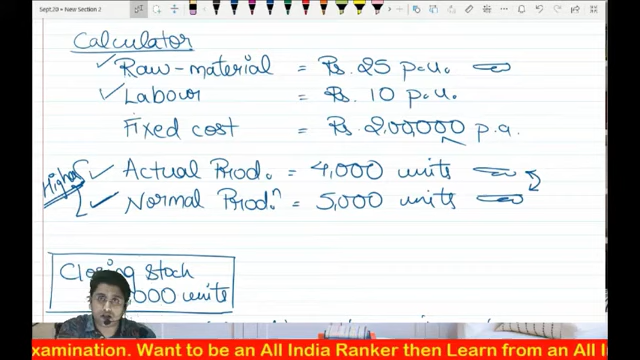 Sept.20 » New Section 2
Calculator
Raw-material = Rs. 25 p.u.
Labour = Rs. 10 p.u.
Fixed cost = Rs. 2,00,000 p.a.
Higher
Actual Prod. = 4,000 units
Normal Prodn = 5,000 units
Closing Stock
000 units
xamination. Want to be an All India Ranker then Learn from an All I